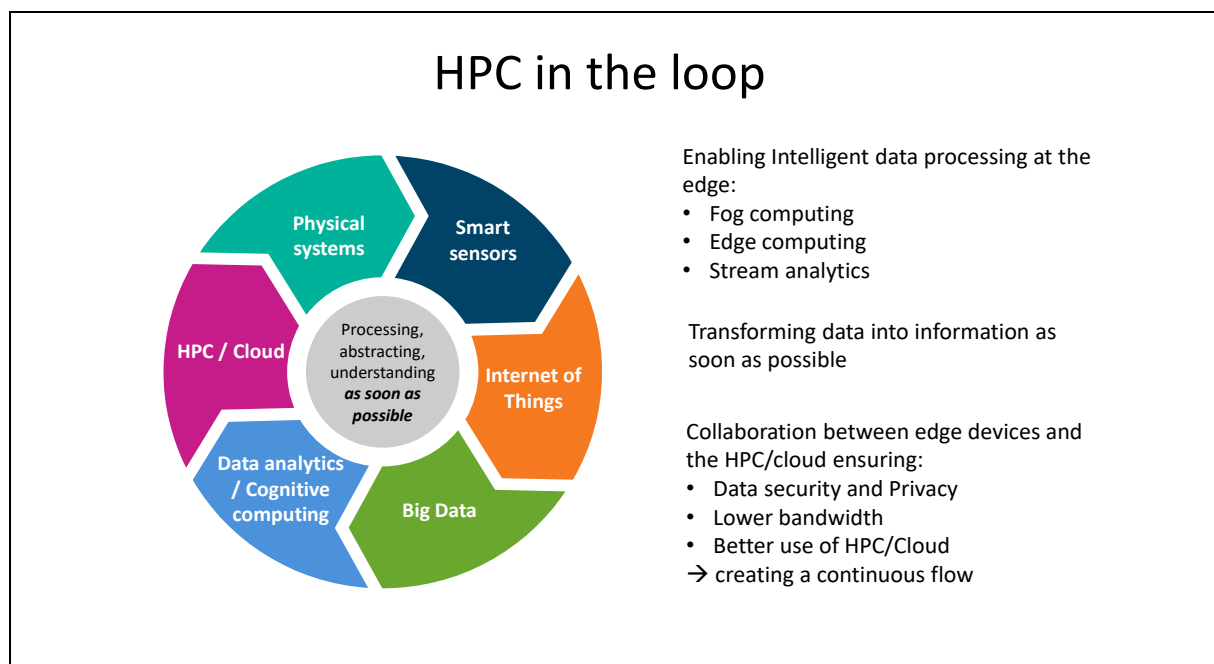 HPC in the loop
Physical
systems
Smart
sensors
Internet of
Things
Big Data
Data analytics
/ Cognitive
computing
HPC / Cloud
Processing,
abstracting,
understanding
as soon as
possible
Enabling Intelligent data processing at the
edge:
• Fog computing
• Edge computing
• Stream analytics
Transforming data into information as
soon as possible
Collaboration between edge devices and
the HPC/cloud ensuring:
• Data security and Privacy
• Lower bandwidth
• Better use of HPC/Cloud
→ creating a continuous flow